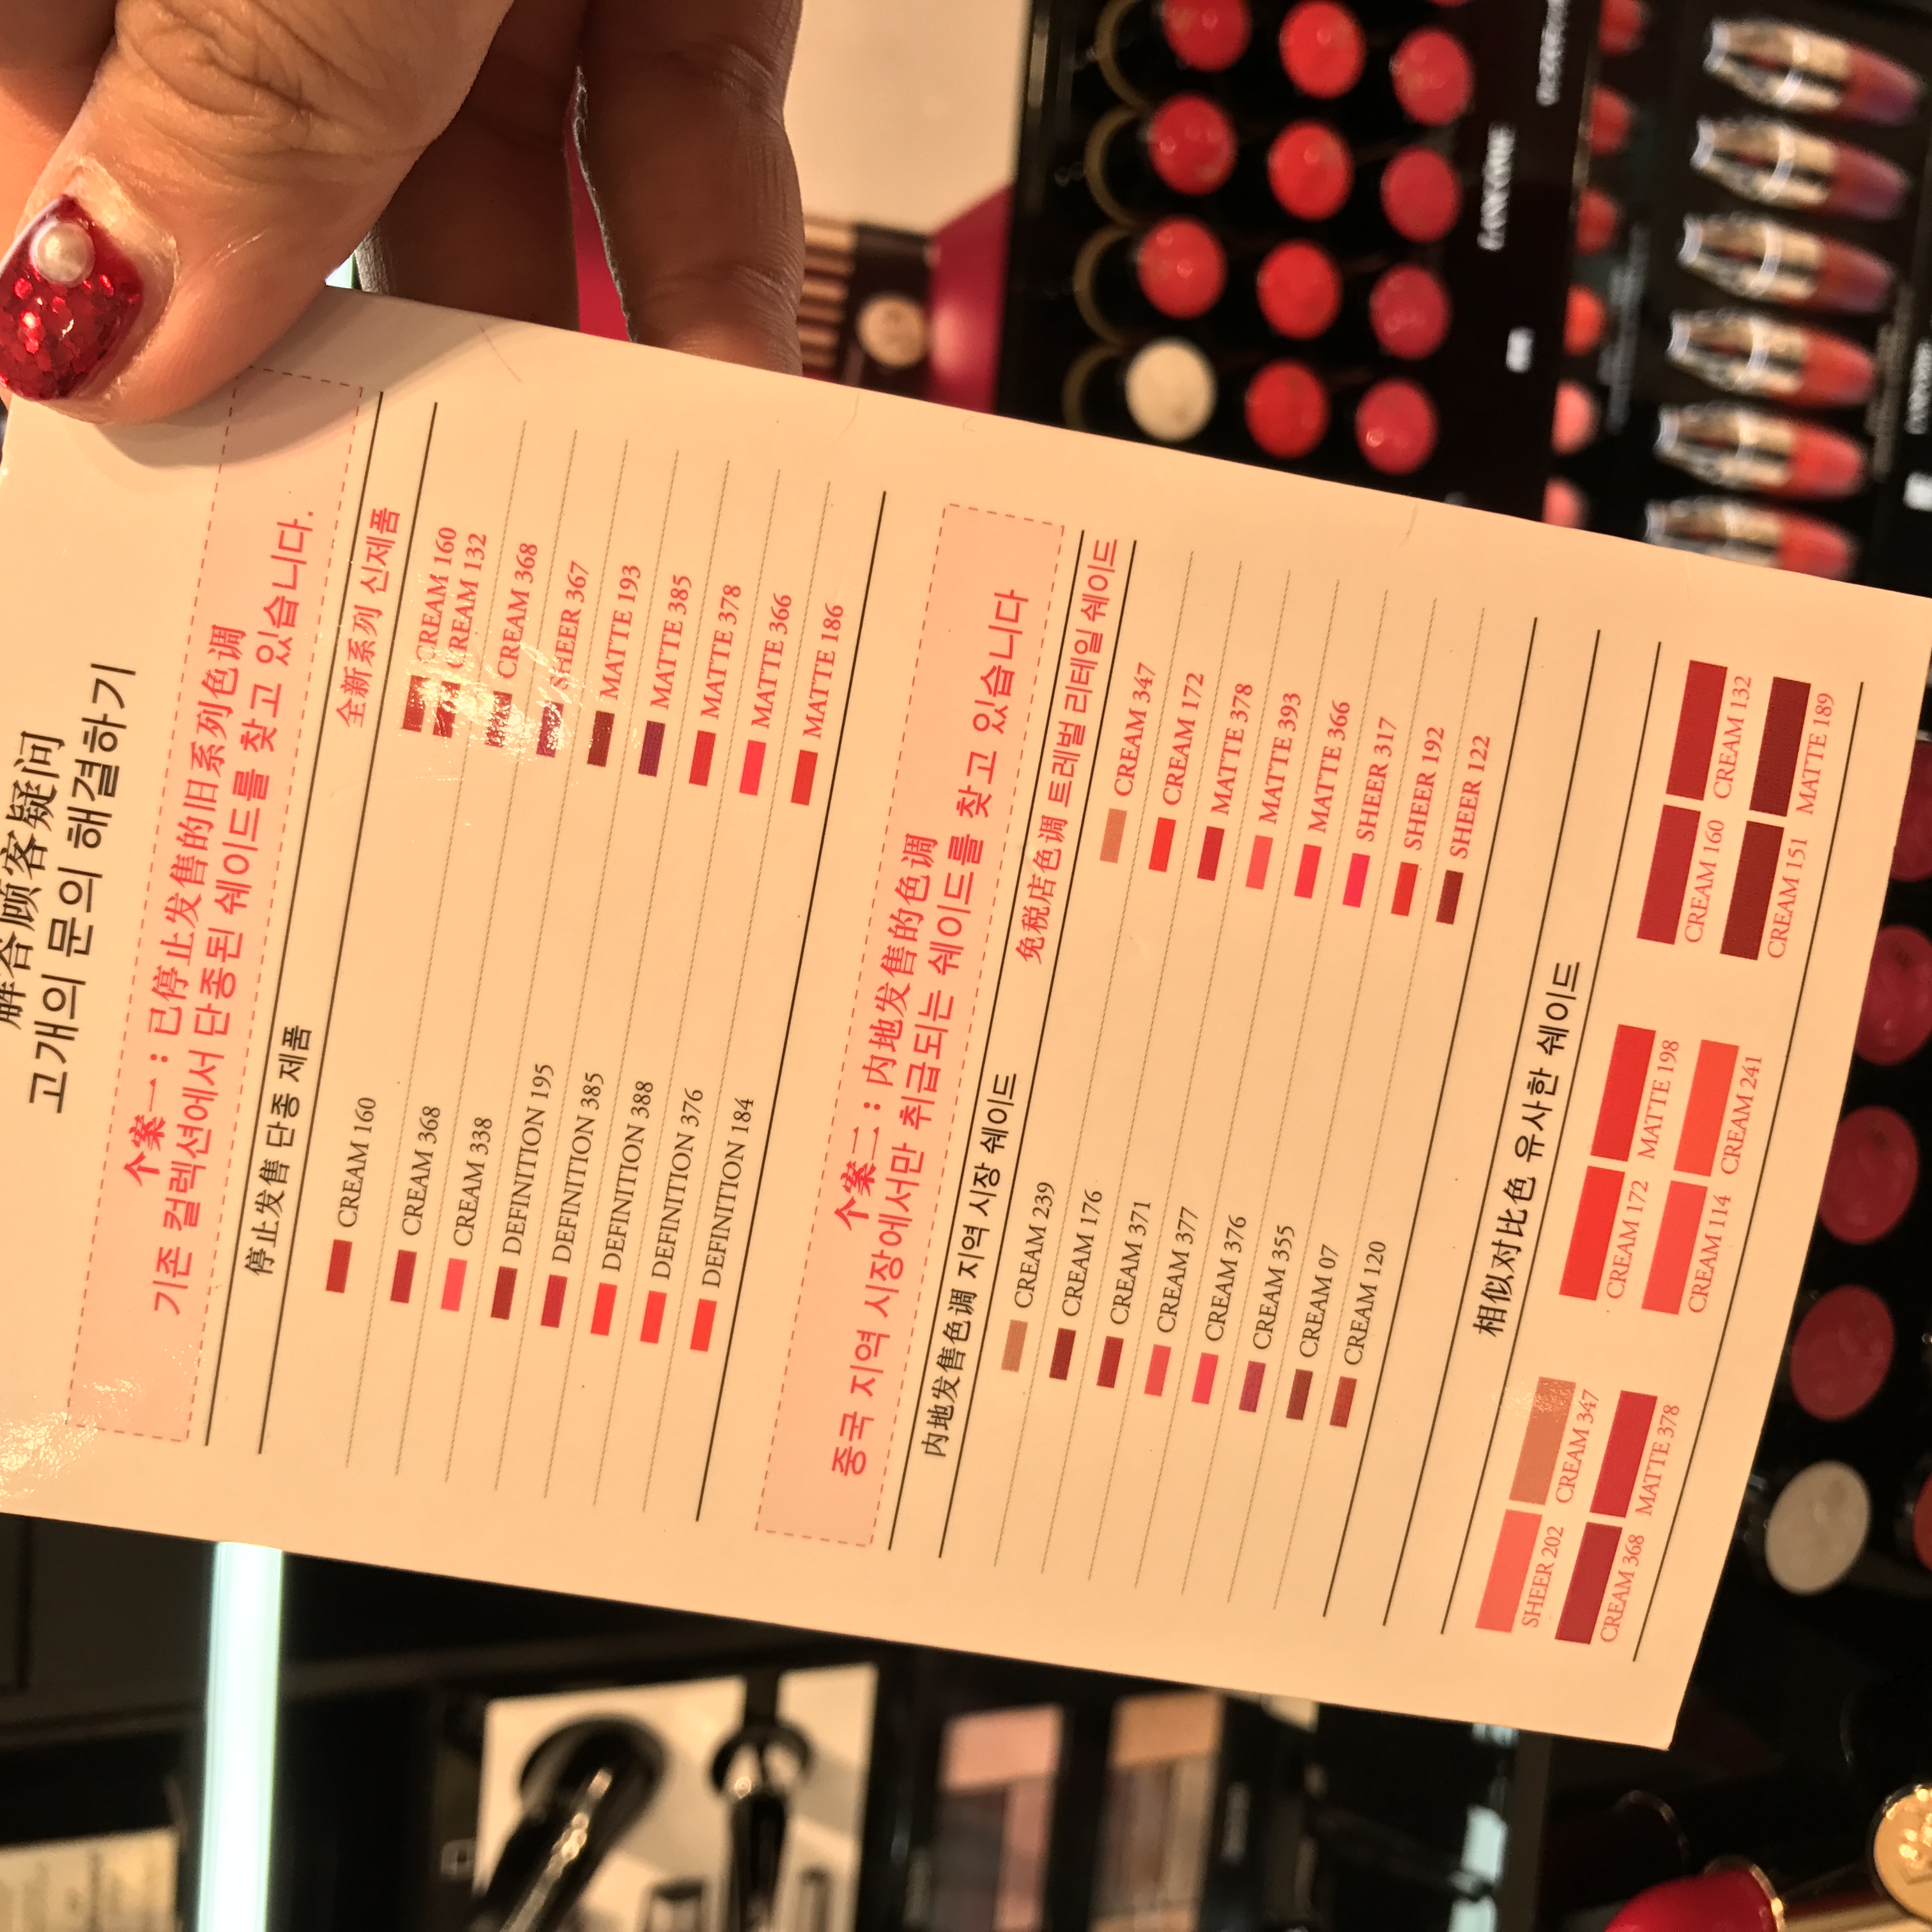 解答顾客疑问
고개의 문의 해결하기
个案一：已停止发售的旧系列色调
기존 컬렉션에서 단종된 쉐이드를 찾고 있습니다.
停止发售 단종 제품
全新系列 신제품
CREAM 160
CREAM 160
CREAM 132
CREAM 368
CREAM 368
CREAM 338
SHEER 367
DEFINITION 195
MATTE 193
DEFINITION 385
MATTE 385
DEFINITION 388
MATTE 378
DEFINITION 376
MATTE 366
DEFINITION 184
MATTE 186
个案二：内地发售的色调
중국 지역 시장에서만 취급되는 쉐이드를 찾고 있습니다
内地发售色调 지역 시장 쉐이드
免税店色调 트레벌 리테일 쉐이드
CREAM 239
CREAM 347
CREAM 176
CREAM 172
CREAM 371
MATTE 378
CREAM 377
MATTE 393
CREAM 376
MATTE 366
CREAM 355
SHEER 317
CREAM 07
SHEER 192
CREAM 120
SHEER 122
相似对比色 유사한 쉐이드
SHEER 202
CREAM 347
CREAM 172
MATTE 198
CREAM 160
CREAM 132
CREAM 368
MATTE 378
CREAM 114
CREAM 241
CREAM 151
MATTE 189
LANCÔME